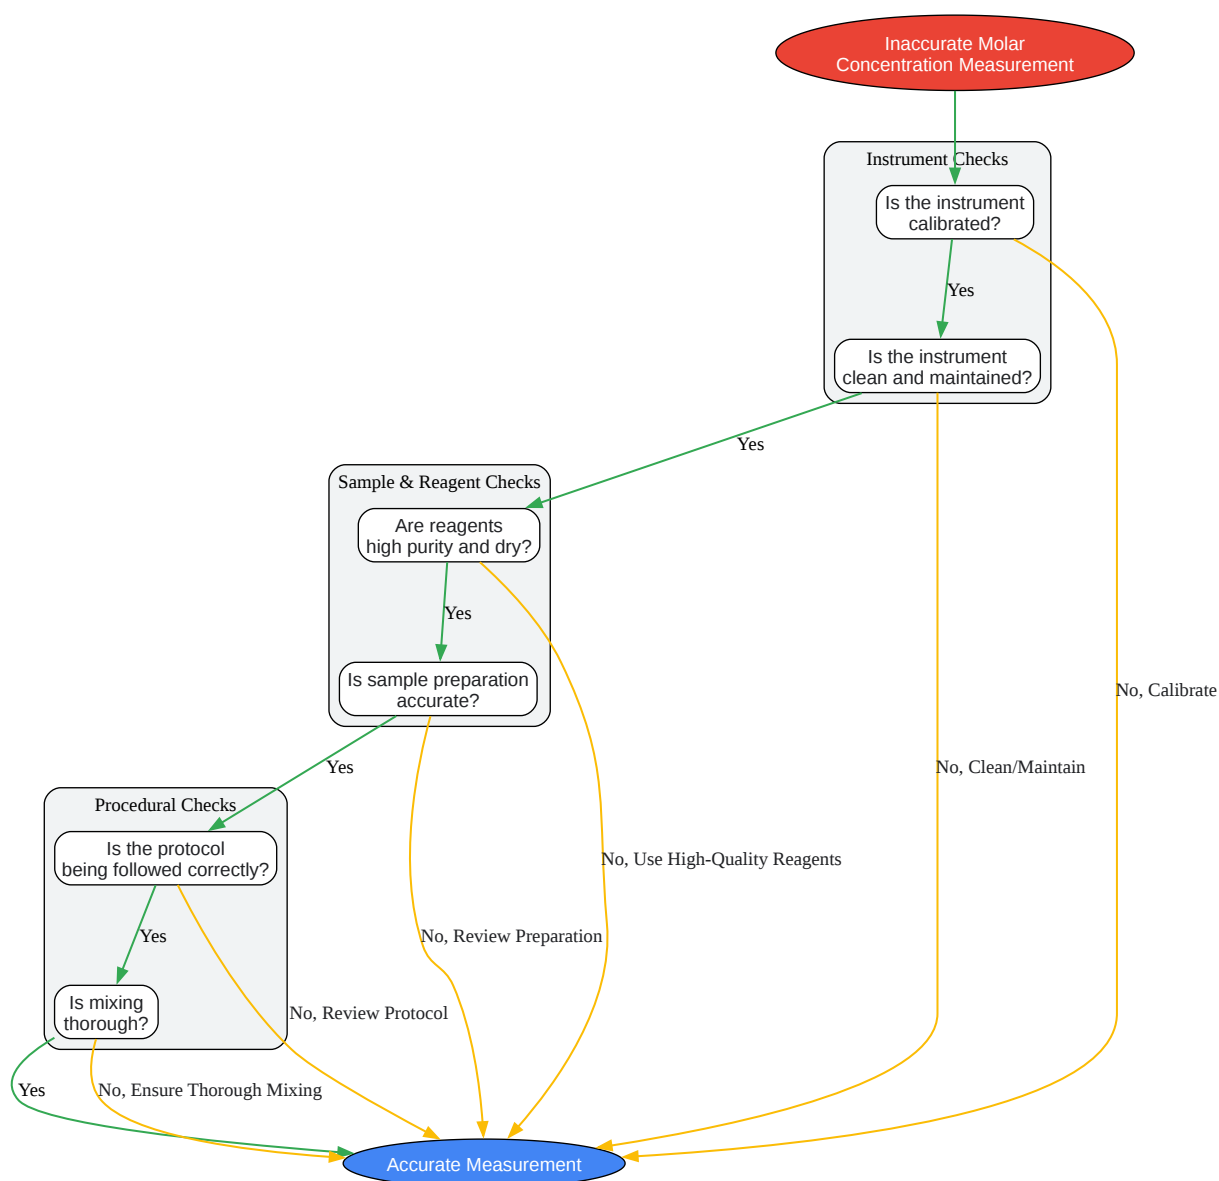 Inaccurate Molar
Concentration Measurement
Instrument Checks
Is the instrument
calibrated?
Yes
Is the instrument
clean and maintained?
Yes
Sample & Reagent Checks
Are reagents
high purity and dry?
Yes
Is sample preparation
accurate?
No, Calibrate
Yes
No, Clean/Maintain
Procedural Checks
Is the protocol
being followed correctly?
No, Use High-Quality Reagents
Yes
No, Review Preparation
Is mixing
thorough?
No, Review Protocol
Yes
No, Ensure Thorough Mixing
Accurate Measurement